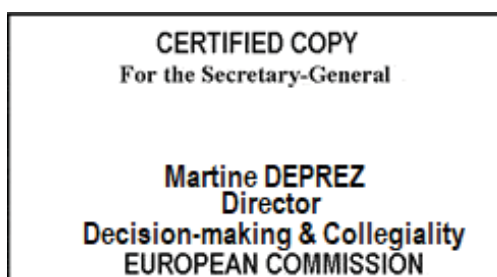 CERTIFIED COPY
For the Secretary-General
Martine DEPREZ
Director
Decision-making & Collegiality
EUROPEAN COMMISSION